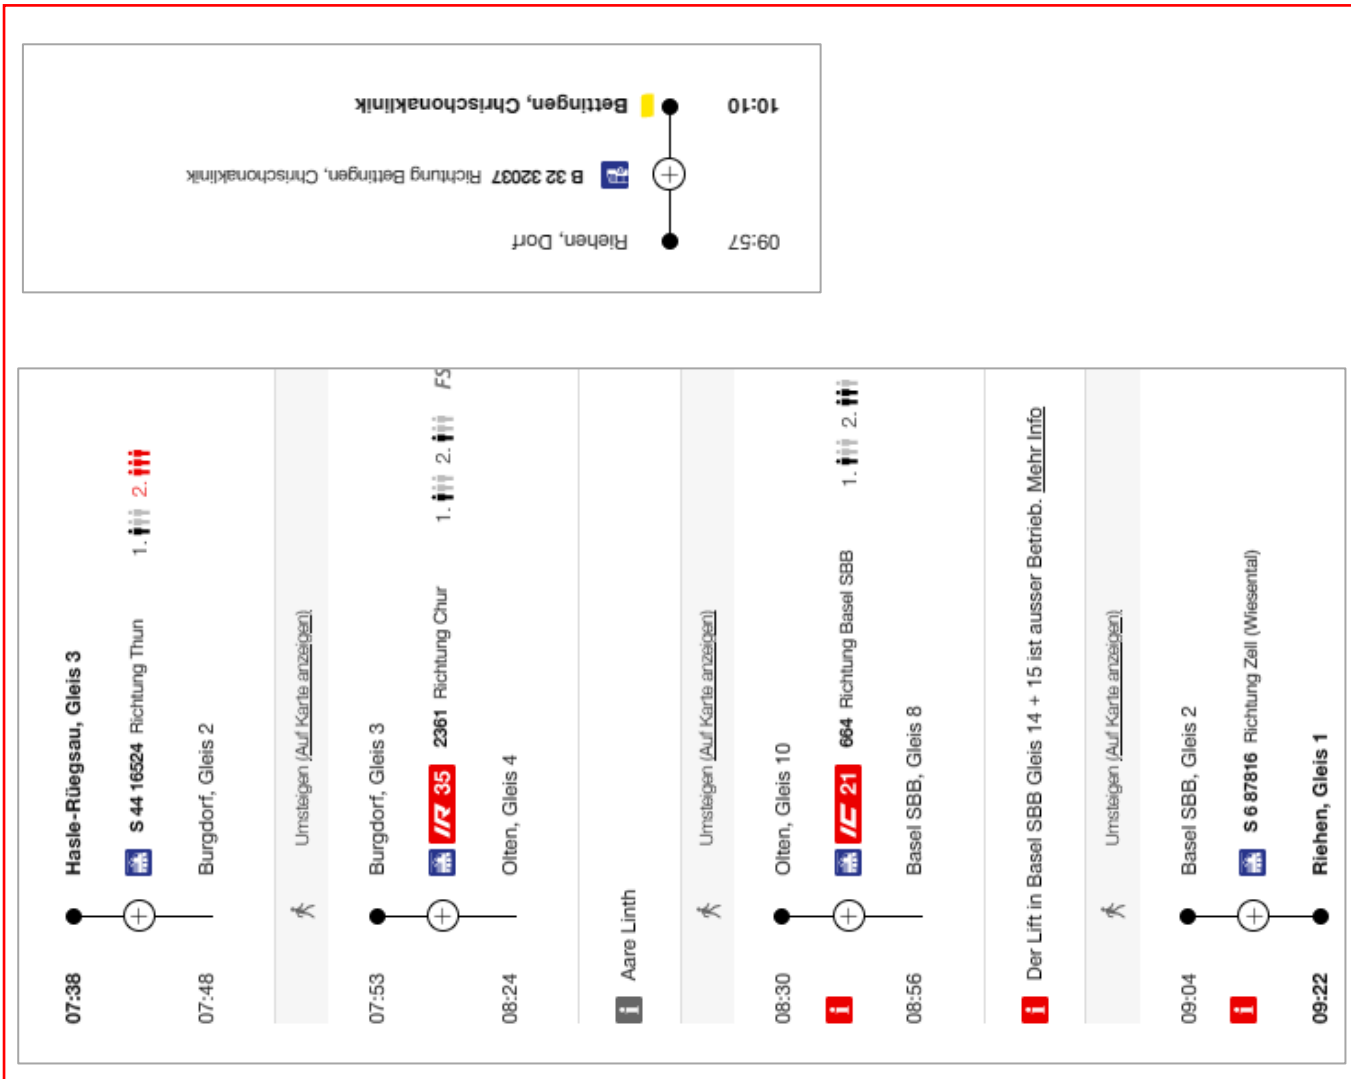 Riehen, Dorf
09:57
B 32 32037 Richtung Bettingen, Chrischonaklinik
Bettingen, Chrischonaklinik
10:10
07:38 Hasle-Rüegsau, Gleis 3
S 44 16524 Richtung Thun 1. 2.
07:48 Burgdorf, Gleis 2
Umsteigen (Auf Karte anzeigen)
07:53 Burgdorf, Gleis 3
IR 35 2361 Richtung Chur 1. 2. FS
08:24 Olten, Gleis 4
i Aare Linth
Umsteigen (Auf Karte anzeigen)
08:30 Olten, Gleis 10
i IC 21 664 Richtung Basel SBB 1. 2.
08:56 Basel SBB, Gleis 8
i Der Lift in Basel SBB Gleis 14 + 15 ist ausser Betrieb. Mehr Info
Umsteigen (Auf Karte anzeigen)
09:04 Basel SBB, Gleis 2
i S 6 87816 Richtung Zell (Wiesental)
09:22 Riehen, Gleis 1